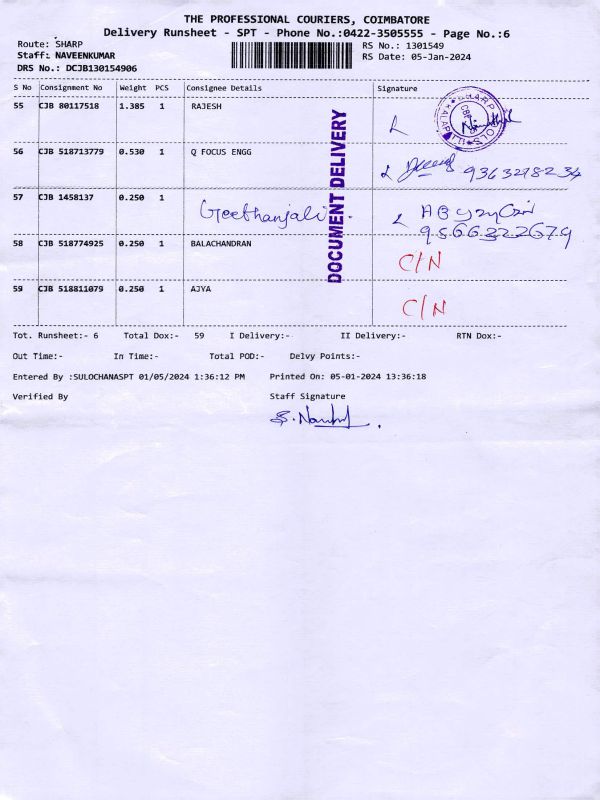 THE PROFESSIONAL COURIERS, COIMBATORE
Delivery Runsheet - SPT - Phone No.:0422-3505555 - Page No.:6
Route: SHARP
Staff: NAVEENKUMAR
DRS No.: DCJB130154906
RS No.: 1301549
RS Date: 05-Jan-2024
S No Consignment No Weight PCS Consignee Details Signature
55 CJB 80117518 1.385 1 RAJESH
56 CJB 518713779 0.530 1 Q FOCUS ENGG 9363218234
57 CJB 1458137 0.250 1 Geethanjali 9566322679
58 CJB 518774925 0.250 1 BALACHANDRAN C/N
59 CJB 518811079 0.250 1 AJYA C/N
DOCUMENT DELIVERY
Tot. Runsheet:- 6 Total Dox:- 59 I Delivery:- II Delivery:- RTN Dox:-
Out Time:- In Time:- Total POD:- Delvy Points:-
Entered By :SULOCHANASPT 01/05/2024 1:36:12 PM Printed On: 05-01-2024 13:36:18
Verified By Staff Signature